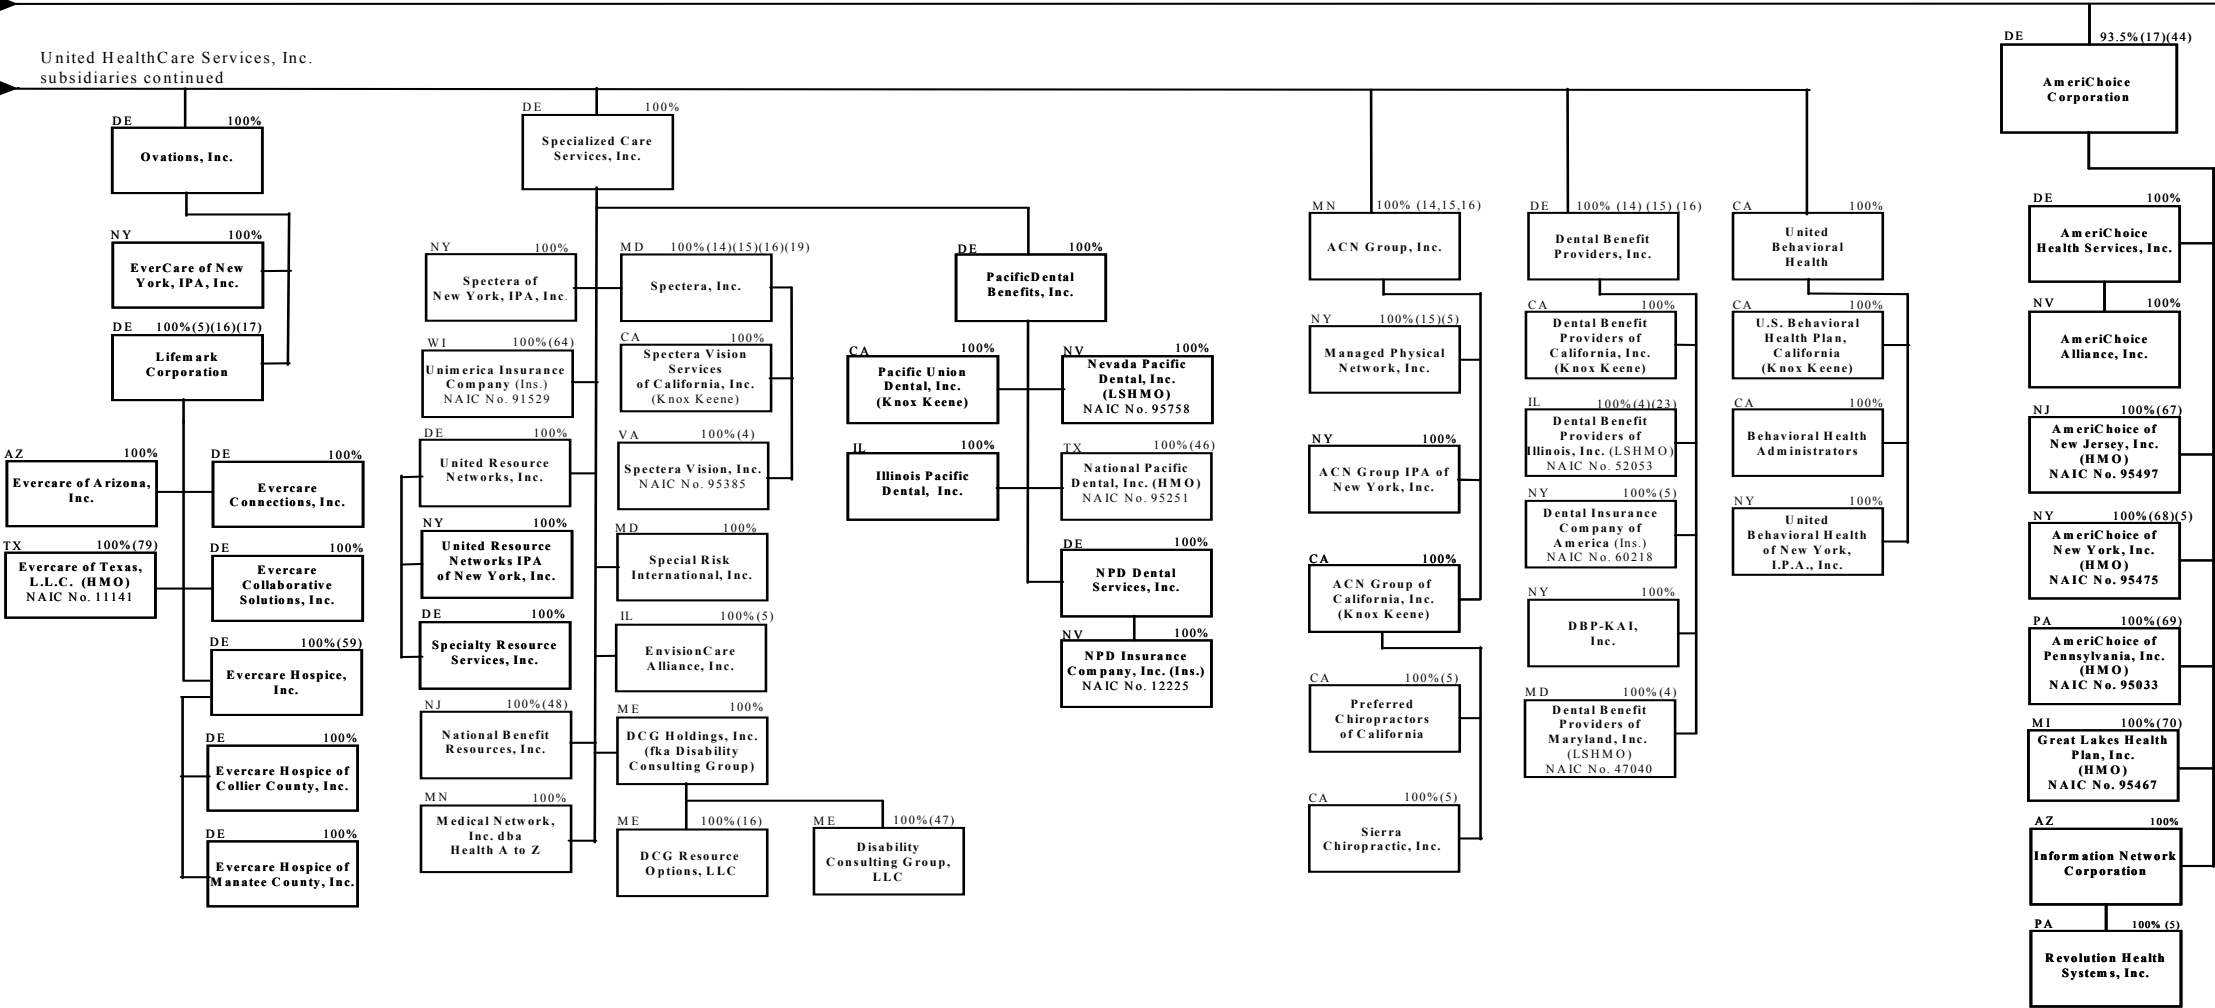 United HealthCare Services, Inc.
subsidiaries continued
DE 100%
Ovations, Inc.
NY 100%
EverCare of New
York, IPA, Inc.
DE 100%(5)(16)(17)
Lifemark
Corporation
AZ 100%
Evercare of Arizona,
Inc.
DE 100%
Evercare
Connections, Inc.
TX 100%(79)
Evercare of Texas,
L.L.C. (HMO)
NAIC No. 11141
DE 100%
Evercare
Collaborative
Solutions, Inc.
DE 100%(59)
Evercare Hospice,
Inc.
DE 100%
Evercare Hospice of
Collier County, Inc.
DE 100%
Evercare Hospice of
Manatee County, Inc.
DE 100%
Specialized Care
Services, Inc.
NY 100%
Spectera of
New York, IPA, Inc.
MD 100%(14)(15)(16)(19)
Spectera, Inc.
WI 100%(64)
Unimerica Insurance
Company (Ins.)
NAIC No. 91529
CA 100%
Spectera Vision
Services
of California, Inc.
(Knox Keene)
DE 100%
United Resource
Networks, Inc.
VA 100%(4)
Spectera Vision, Inc.
NAIC No. 95385
NY 100%
United Resource
Networks IPA
of New York, Inc.
MD 100%
Special Risk
International, Inc.
DE 100%
Specialty Resource
Services, Inc.
IL 100%(5)
EnvisionCare
Alliance, Inc.
NJ 100%(48)
National Benefit
Resources, Inc.
ME 100%
DCG Holdings, Inc.
(fka Disability
Consulting Group)
MN 100%
Medical Network,
Inc. dba
Health A to Z
ME 100%(16)
DCG Resource
Options, LLC
ME 100%(47)
Disability
Consulting Group,
LLC
DE 100%
PacificDental
Benefits, Inc.
CA 100%
Pacific Union
Dental, Inc.
(Knox Keene)
NV 100%
Nevada Pacific
Dental, Inc.
(LSHMO)
NAIC No. 95758
IL 100%
Illinois Pacific
Dental, Inc.
TX 100%(46)
National Pacific
Dental, Inc. (HMO)
NAIC No. 95251
DE 100%
NPD Dental
Services, Inc.
NV 100%
NPD Insurance
Company, Inc. (Ins.)
NAIC No. 12225
MN 100% (14,15,16)
ACN Group, Inc.
NY 100%(15)(5)
Managed Physical
Network, Inc.
NY 100%
ACN Group IPA of
New York, Inc.
CA 100%
ACN Group of
California, Inc.
(Knox Keene)
CA 100%(5)
Preferred
Chiropractors
of California
CA 100%(5)
Sierra
Chiropractic, Inc.
DE 100% (14) (15) (16)
Dental Benefit
Providers, Inc.
CA 100%
Dental Benefit
Providers of
California, Inc.
(Knox Keene)
IL 100%(4)(23)
Dental Benefit
Providers of
Illinois, Inc. (LSHMO)
NAIC No. 52053
NY 100%(5)
Dental Insurance
Company of
America (Ins.)
NAIC No. 60218
NY 100%
DBP-KAI,
Inc.
MD 100%(4)
Dental Benefit
Providers of
Maryland, Inc.
(LSHMO)
NAIC No. 47040
CA 100%
United
Behavioral
Health
CA 100%
U.S. Behavioral
Health Plan,
California
(Knox Keene)
CA 100%
Behavioral Health
Administrators
NY 100%
United
Behavioral Health
of New York,
I.P.A., Inc.
DE 93.5%(17)(44)
AmeriChoice
Corporation
DE 100%
AmeriChoice
Health Services, Inc.
NV 100%
AmeriChoice
Alliance, Inc.
NJ 100%(67)
AmeriChoice of
New Jersey, Inc.
(HMO)
NAIC No. 95497
NY 100%(68)(5)
AmeriChoice of
New York, Inc.
(HMO)
NAIC No. 95475
PA 100%(69)
AmeriChoice of
Pennsylvania, Inc.
(HMO)
NAIC No. 95033
MI 100%(70)
Great Lakes Health
Plan, Inc.
(HMO)
NAIC No. 95467
AZ 100%
Information Network
Corporation
PA 100% (5)
Revolution Health
Systems, Inc.